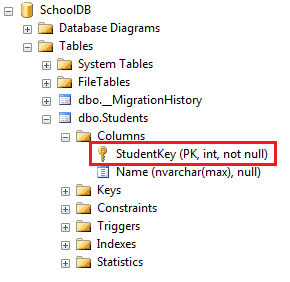 SchoolDB
Database Diagrams
Tables
System Tables
FileTables
dbo.__MigrationHistory
dbo.Students
Columns
StudentKey (PK, int, not null)
Name (nvarchar(max), null)
Keys
Constraints
Triggers
Indexes
Statistics